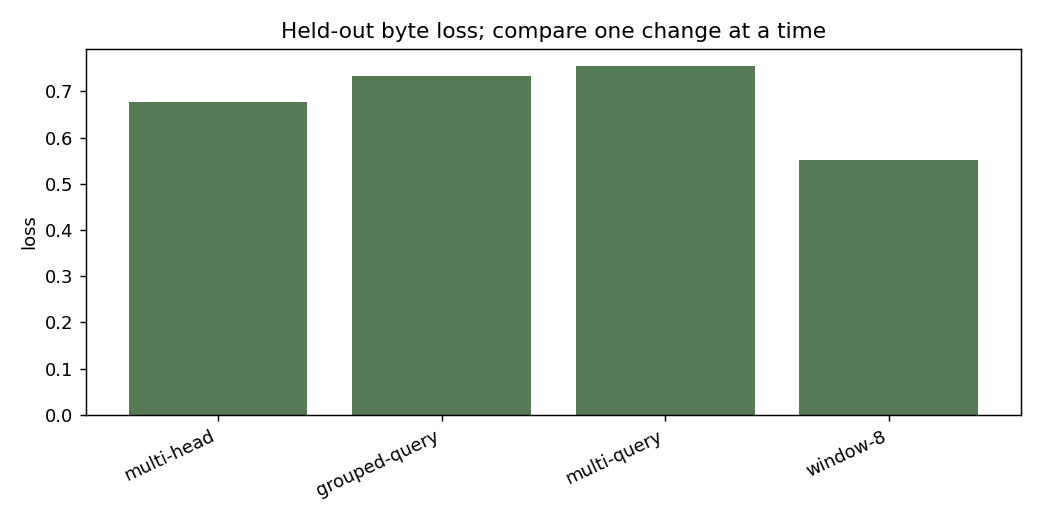 Held-out byte loss; compare one change at a time
loss
0.7
0.6
0.5
0.4
0.3
0.2
0.1
0.0
multi-head
grouped-query
multi-query
window-8